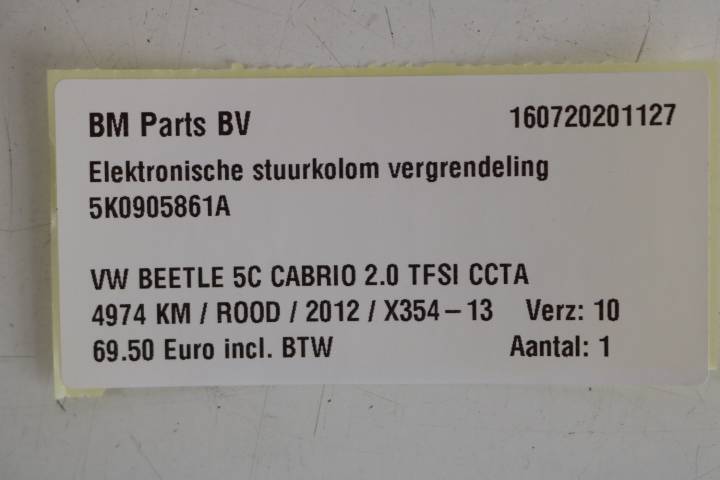 BM Parts BV 160720201127
Elektronische stuurkolom vergrendeling
5K0905861A
VW BEETLE 5C CABRIO 2.0 TFSI CCTA
4974 KM / ROOD / 2012 / X354-13 Verz: 10
69.50 Euro incl. BTW Aantal: 1